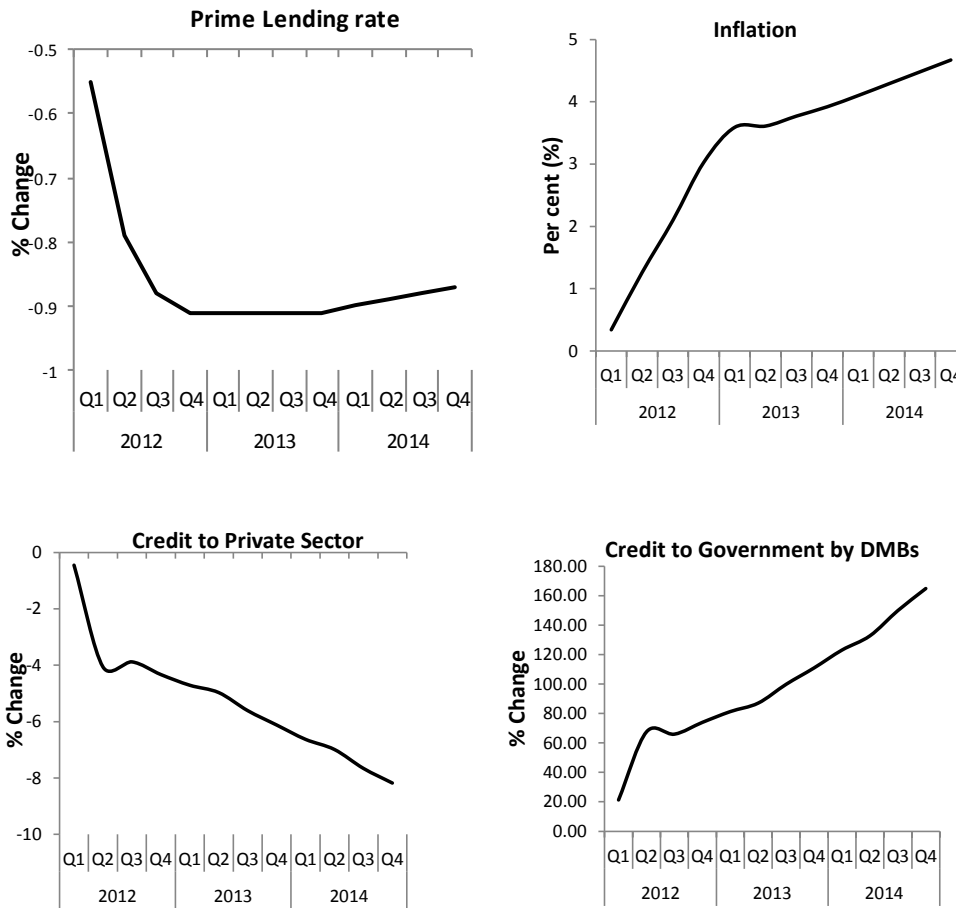 Prime Lending rate
% Change
-0.5
-0.6
-0.7
-0.8
-0.9
-1
Q1 Q2 Q3 Q4 Q1 Q2 Q3 Q4 Q1 Q2 Q3 Q4
2012 2013 2014
Inflation
Per cent (%)
5
4
3
2
1
0
Q1 Q2 Q3 Q4 Q1 Q2 Q3 Q4 Q1 Q2 Q3 Q4
2012 2013 2014
Credit to Private Sector
% Change
0
-2
-4
-6
-8
-10
Q1 Q2 Q3 Q4 Q1 Q2 Q3 Q4 Q1 Q2 Q3 Q4
2012 2013 2014
Credit to Government by DMBs
% Change
180.00
160.00
140.00
120.00
100.00
80.00
60.00
40.00
20.00
0.00
Q1 Q2 Q3 Q4 Q1 Q2 Q3 Q4 Q1 Q2 Q3 Q4
2012 2013 2014